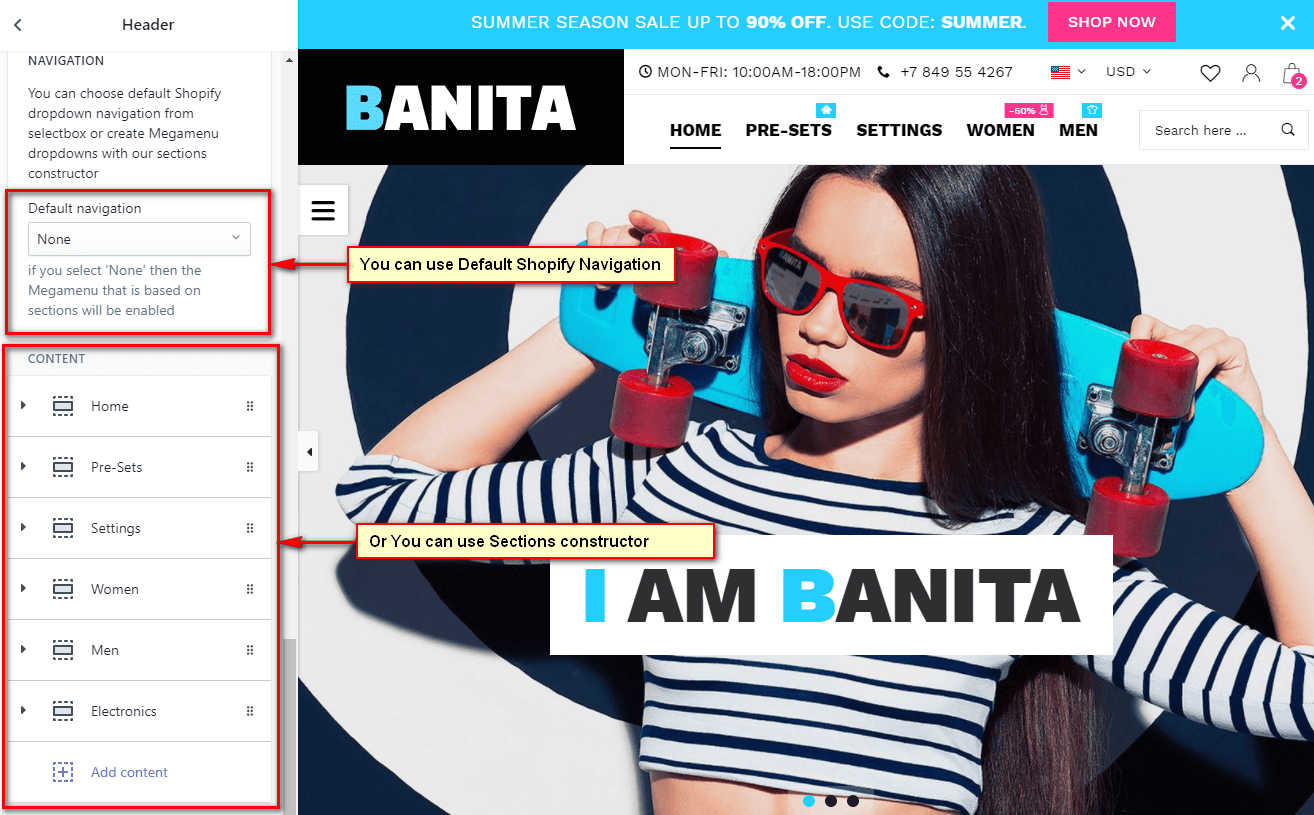 Header
NAVIGATION
You can choose default Shopify
dropdown navigation from
selectbox or create Megamenu
dropdowns with our sections
constructor
Default navigation
None
if you select 'None' then the
Megamenu that is based on
sections will be enabled
CONTENT
Home
Pre-Sets
Settings
Women
Men
Electronics
Add content
SUMMER SEASON SALE UP TO 90% OFF. USE CODE: SUMMER.
SHOP NOW
BANITA
MON-FRI: 10:00AM-18:00PM
+7 849 55 4267
USD
2
-50%
HOME PRE-SETS SETTINGS WOMEN MEN
Search here ...
You can use Default Shopify Navigation
BANITA
Or You can use Sections constructor
I AM BANITA